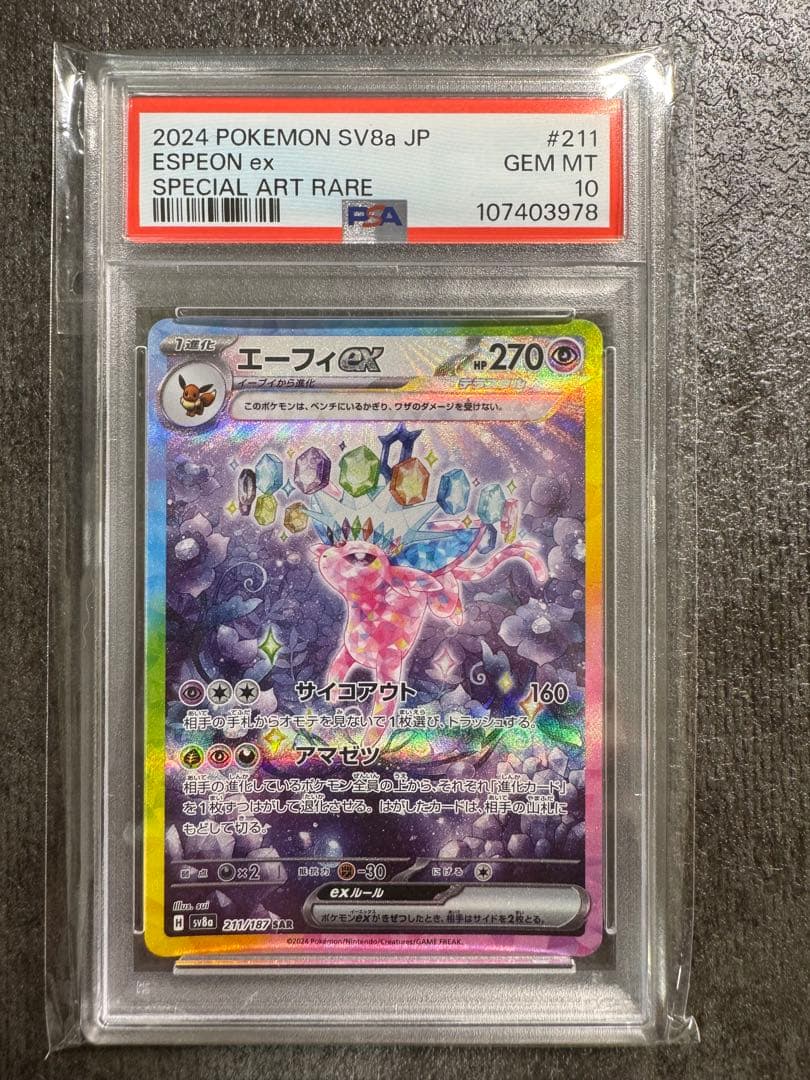 2024 POKEMON SV8a JP #211
ESPEON ex GEM MT
SPECIAL ART RARE 10
PSA 107403978
1進化 エーフィex HP270
イーブイから進化
このポケモンは、ベンチにいるかぎり、ワザのダメージを受けない。
サイコアウト 160
相手の手札からオモテを見ないで1枚選び、トラッシュする。
アマゼツ
相手の進化しているポケモン全員の上から、それぞれ「進化カード」
を1枚ずつはがして退化させる。はがしたカードは、相手の山札に
もどして切る。
弱点 ×2 抵抗力 -30 にげる
exルール
ポケモンexがきぜつしたとき、相手はサイドを2枚とる。
Illus. sui
H sv8a 211/187 SAR
©2024 Pokémon/Nintendo/Creatures/GAME FREAK.